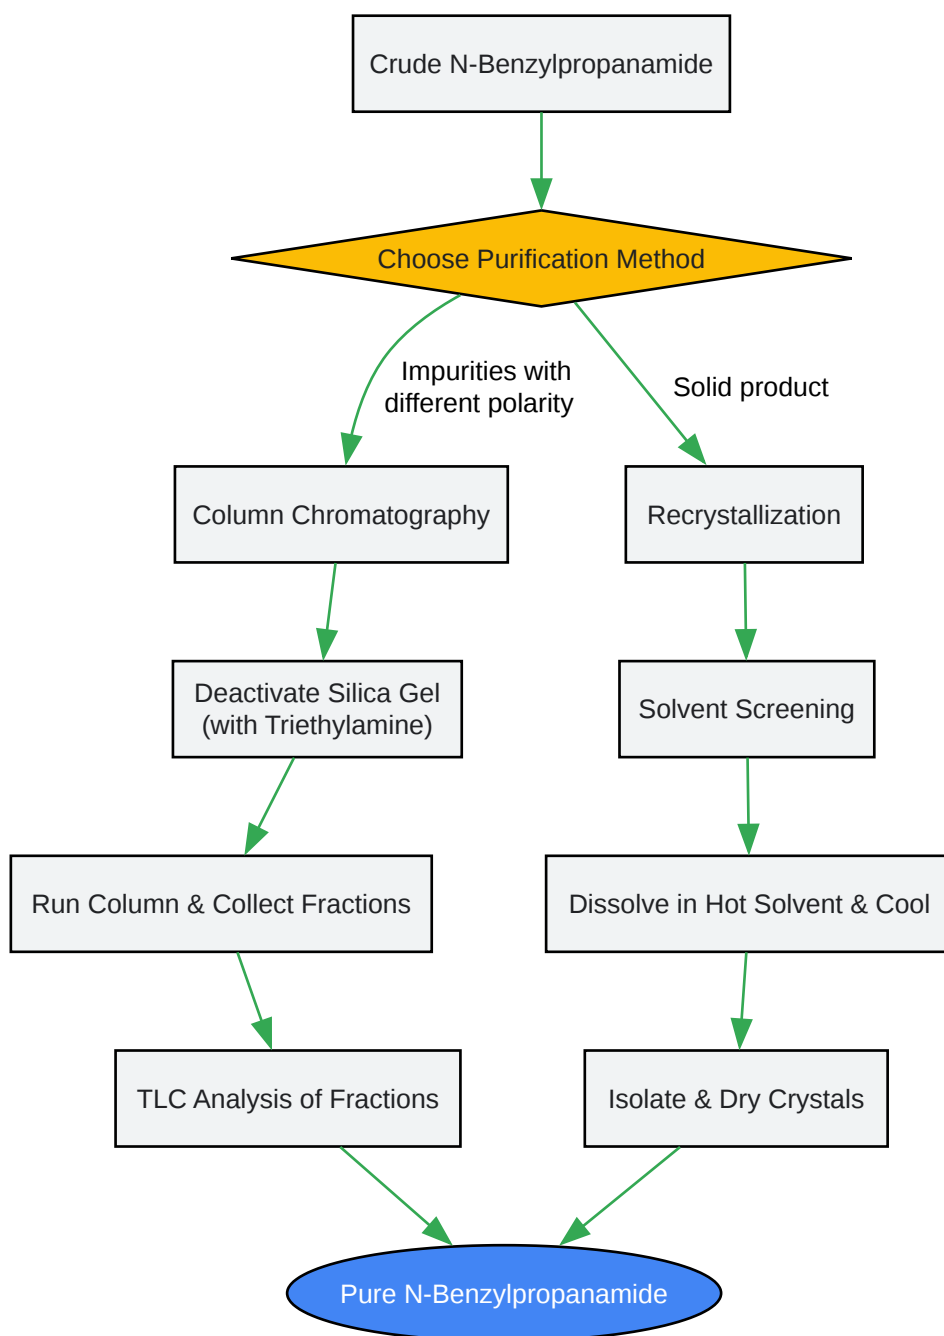 Crude N-Benzylpropanamide
Choose Purification Method
Impurities with
different polarity
Solid product
Column Chromatography
Recrystallization
Deactivate Silica Gel
(with Triethylamine)
Solvent Screening
Run Column & Collect Fractions
Dissolve in Hot Solvent & Cool
TLC Analysis of Fractions
Isolate & Dry Crystals
Pure N-Benzylpropanamide